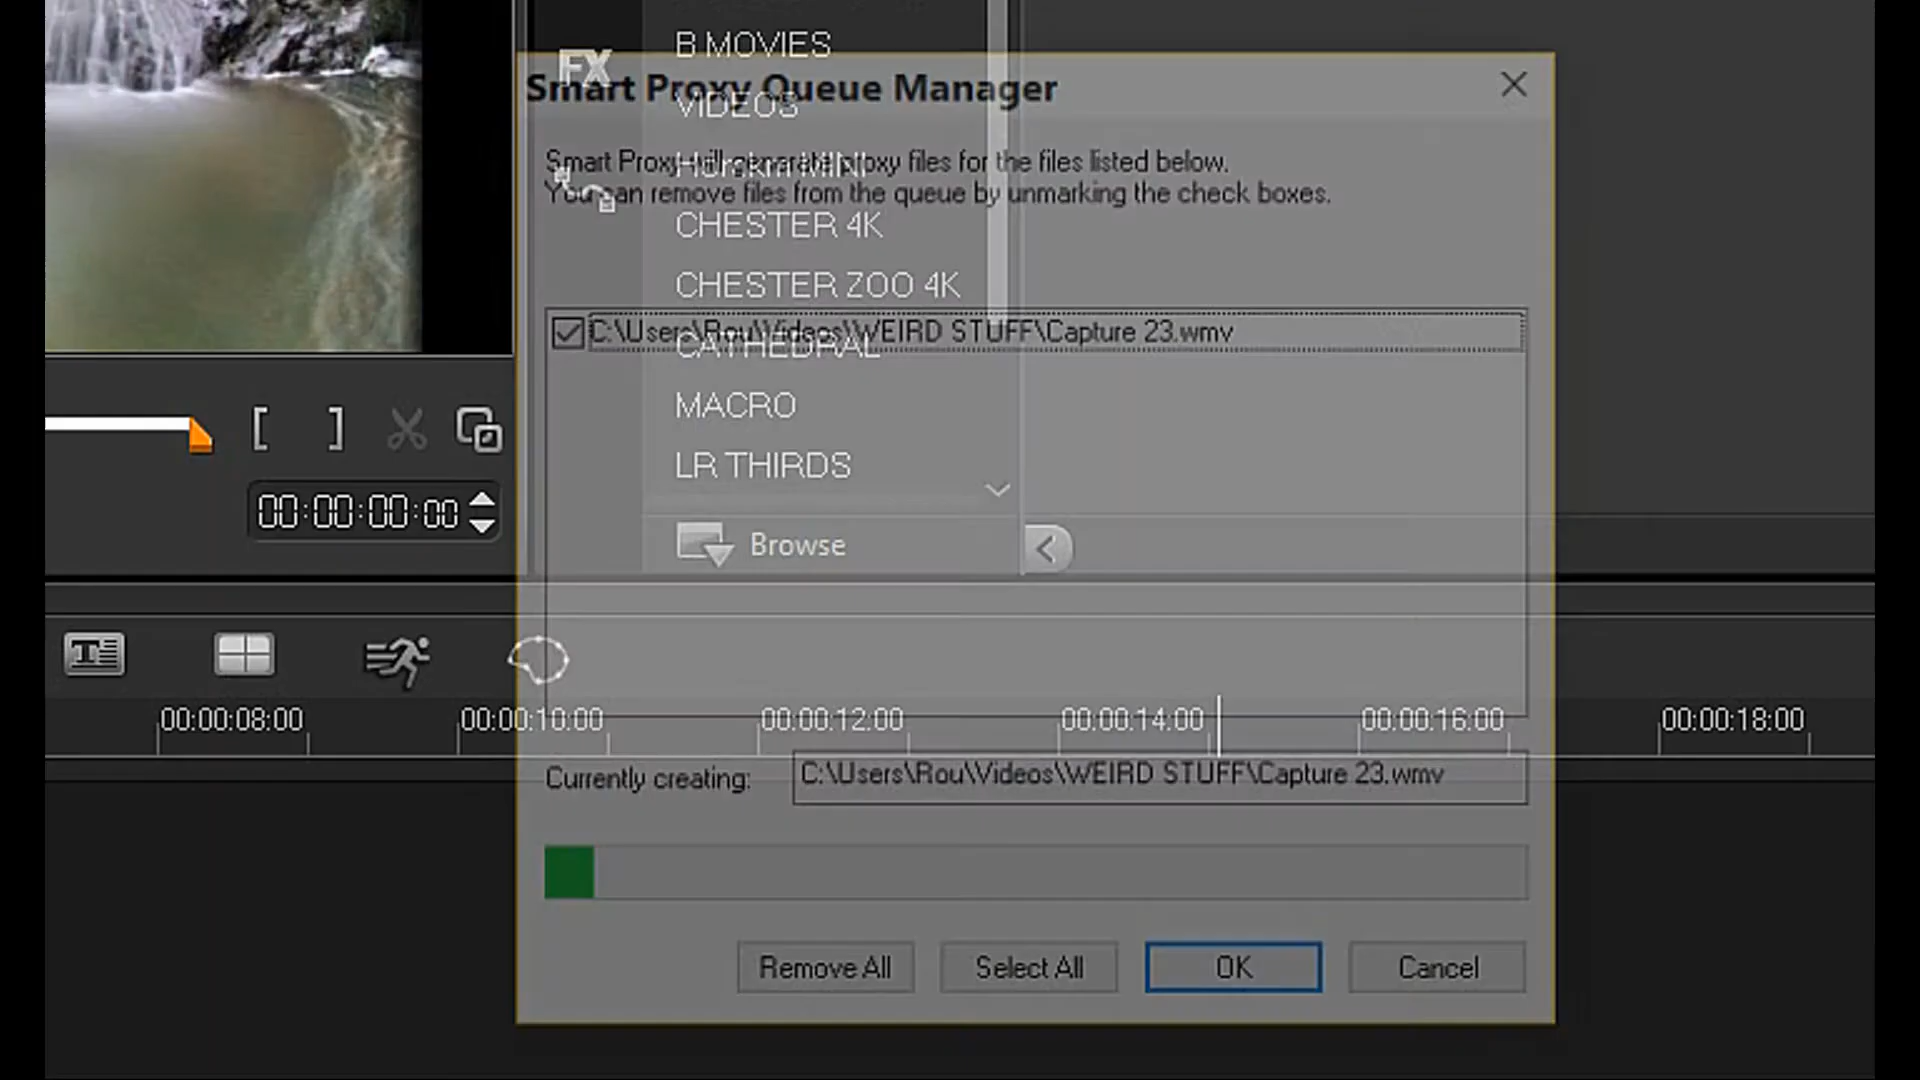 B MOVIES
FX
Smart Proxy Queue Manager
VIDEOS
Smart Proxy will generate proxy files for the files listed below.
MINI
You can remove files from the queue by unmarking the check boxes.
CHESTER 4K
CHESTER ZOO 4K
C:\Users\Rou\Videos\WEIRD STUFF\Capture 23.wmv
CATHEDRAL
MACRO
LR THIRDS
00:00:00:00
Browse
00:00:08:00 00:00:10:00 00:00:12:00 00:00:14:00 00:00:16:00 00:00:18:00
Currently creating: C:\Users\Rou\Videos\WEIRD STUFF\Capture 23.wmv
Remove All Select All OK Cancel